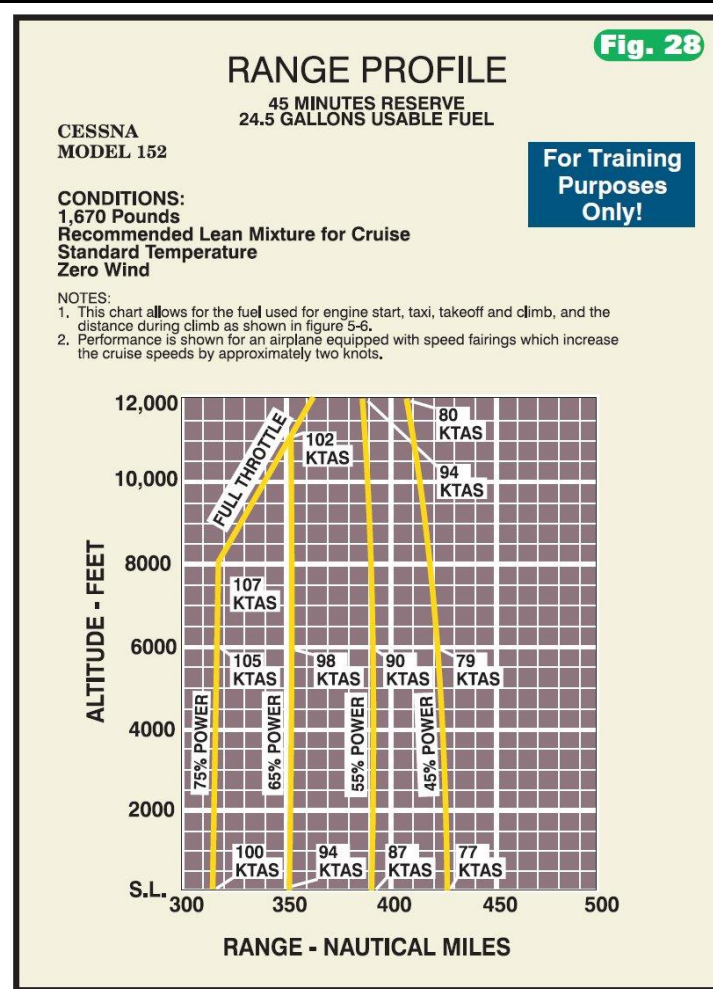 Fig. 28
RANGE PROFILE
45 MINUTES RESERVE
24.5 GALLONS USABLE FUEL
CESSNA
MODEL 152
For Training
Purposes
Only!
CONDITIONS:
1,670 Pounds
Recommended Lean Mixture for Cruise
Standard Temperature
Zero Wind
NOTES:
1. This chart allows for the fuel used for engine start, taxi, takeoff and climb, and the
distance during climb as shown in figure 5-6.
2. Performance is shown for an airplane equipped with speed fairings which increase
the cruise speeds by approximately two knots.
ALTITUDE - FEET
12,000
10,000
8000
6000
4000
2000
S.L.
FULL THROTTLE
102
KTAS
80
KTAS
94
KTAS
107
KTAS
105
KTAS
98
KTAS
90
KTAS
79
KTAS
75% POWER
65% POWER
55% POWER
45% POWER
100
KTAS
94
KTAS
87
KTAS
77
KTAS
300
350
400
450
500
RANGE - NAUTICAL MILES